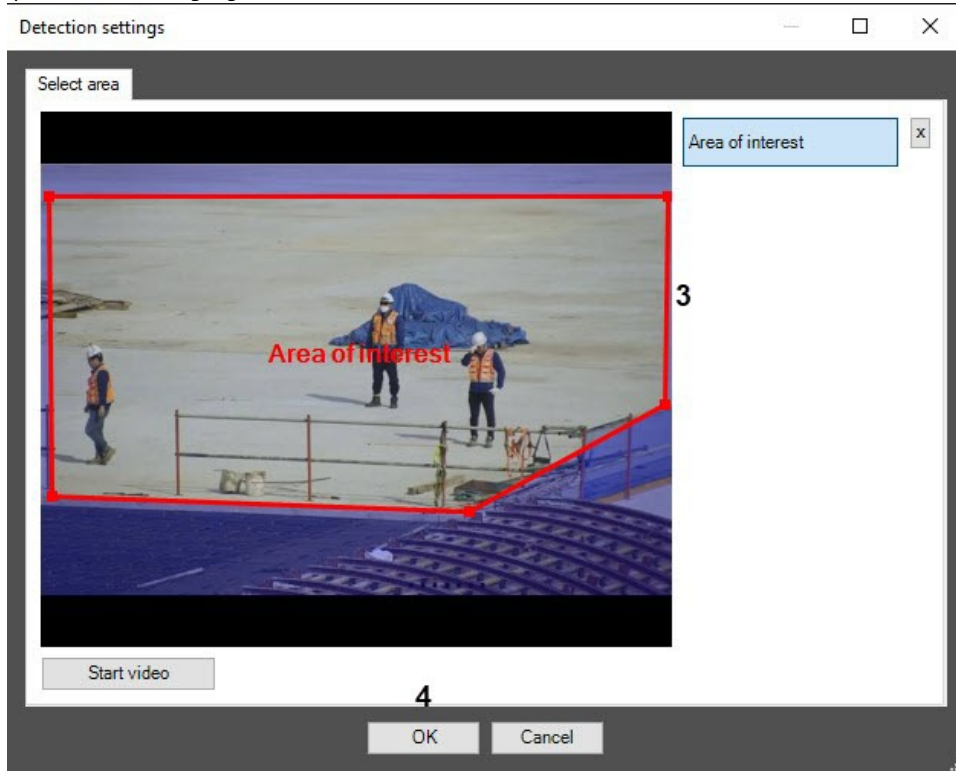 Detection settings
Select area
Area of interest
x
3
Area of interest
Start video
4
OK
Cancel